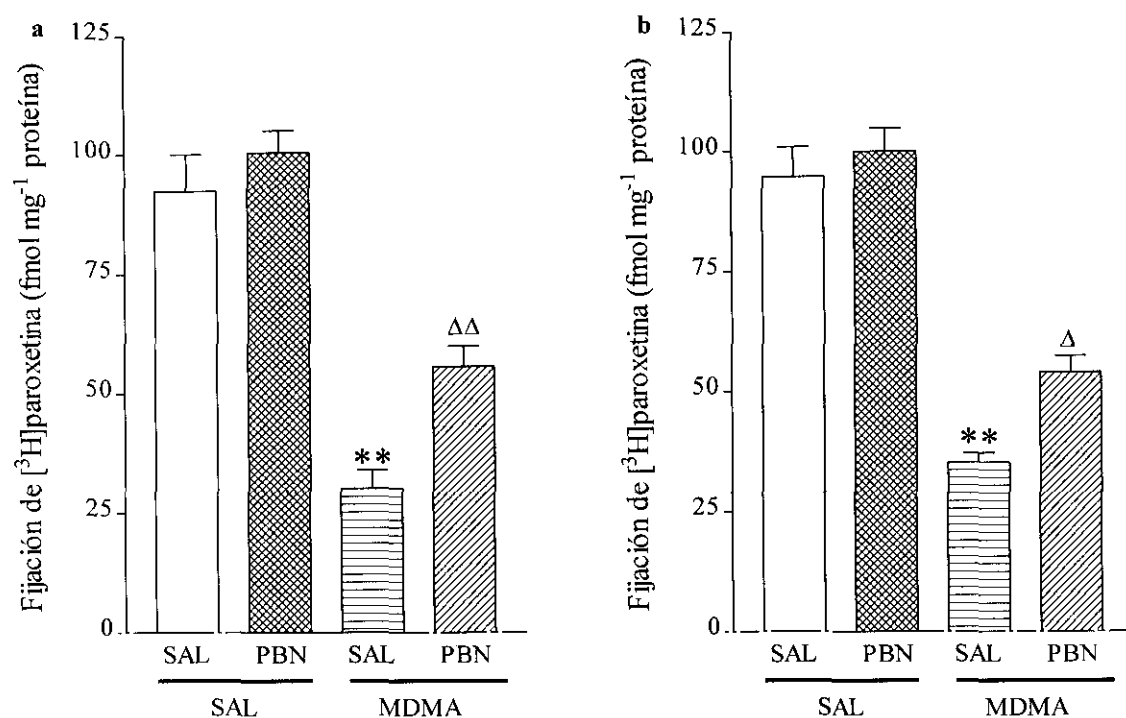 a
Fijación de [³H]paroxetina (fmol mg⁻¹ proteína)
125
100
75
50
25
0
**
ΔΔ
SAL PBN SAL PBN
SAL MDMA
b
Fijación de [³H]paroxetina (fmol mg⁻¹ proteína)
125
100
75
50
25
0
**
Δ
SAL PBN SAL PBN
SAL MDMA